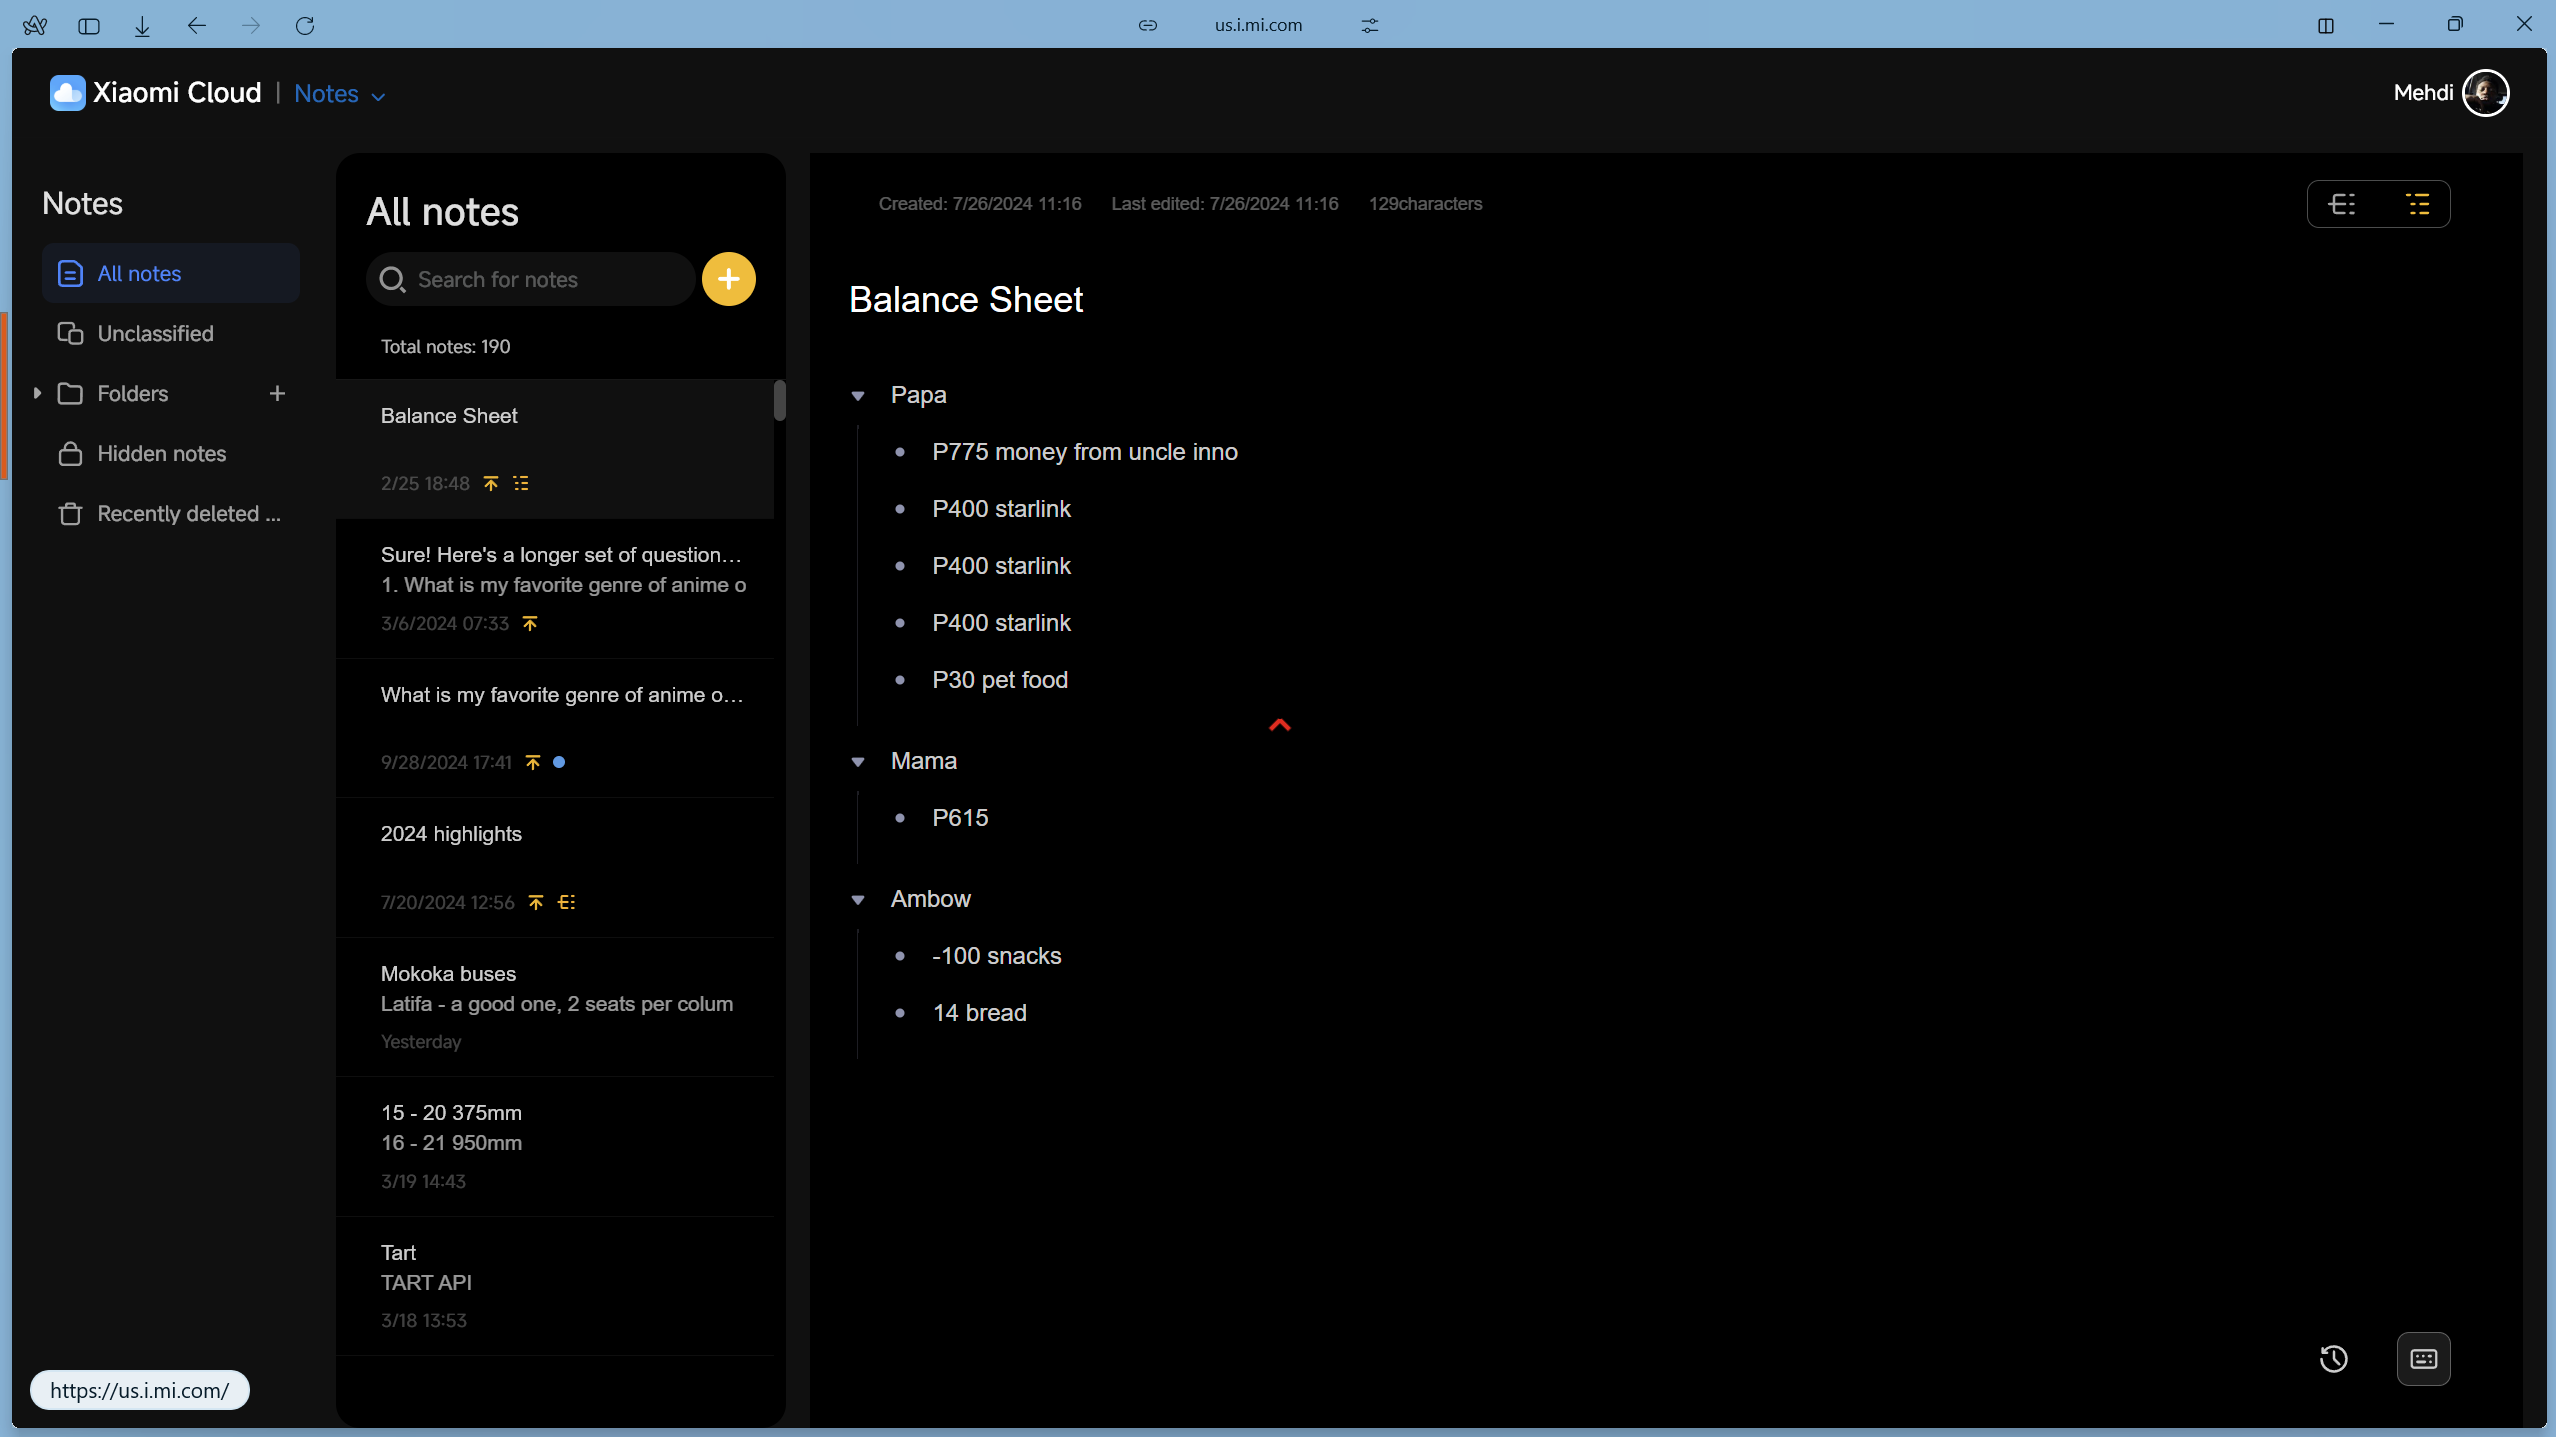 us.i.mi.com
Xiaomi Cloud | Notes
Mehdi
Notes
All notes
Unclassified
Folders
Hidden notes
Recently deleted ...
All notes
Search for notes
Total notes: 190
Balance Sheet
2/25 18:48
Sure! Here's a longer set of question...
1. What is my favorite genre of anime o
3/6/2024 07:33
What is my favorite genre of anime o...
9/28/2024 17:41
2024 highlights
7/20/2024 12:56
Mokoka buses
Latifa - a good one, 2 seats per colum
Yesterday
15 - 20 375mm
16 - 21 950mm
3/19 14:43
Tart
TART API
3/18 13:53
Created: 7/26/2024 11:16 Last edited: 7/26/2024 11:16 129characters
Balance Sheet
Papa
P775 money from uncle inno
P400 starlink
P400 starlink
P400 starlink
P30 pet food
Mama
P615
Ambow
-100 snacks
14 bread
https://us.i.mi.com/